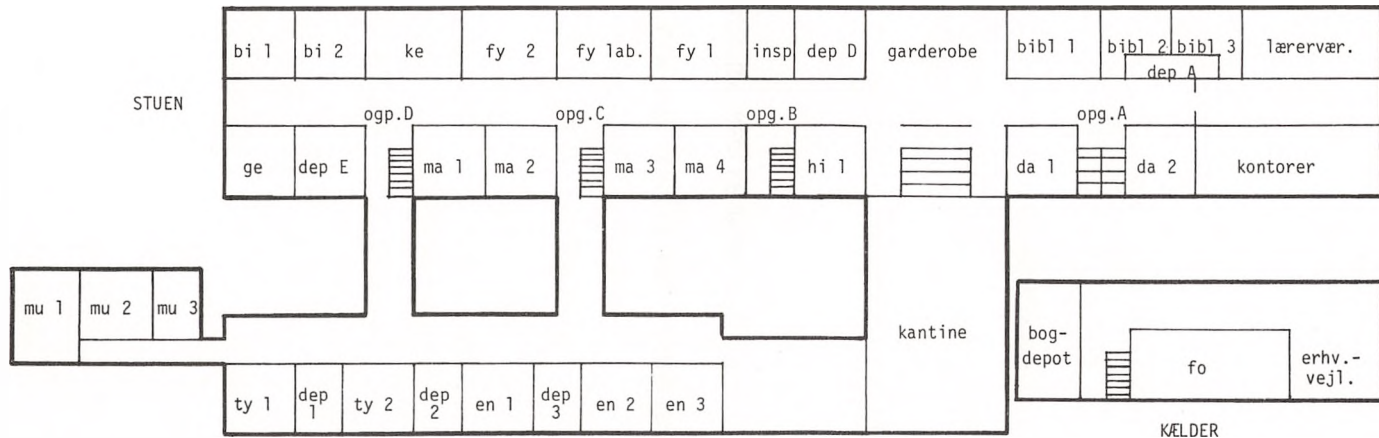 bi 1 bi 2 ke fy 2 fy lab. fy 1 insp dep D garderobe bibl 1 bibl 2 bibl 3 lærervær.
dep A
STUEN
ogp.D opg.C opg.B opg.A
ge dep E ma 1 ma 2 ma 3 ma 4 hi 1 da 1 da 2 kontorer
mu 1 mu 2 mu 3
kantine
bog-
depot
fo
erhv.-
vejl.
ty 1 dep 1 ty 2 dep 2 en 1 dep 3 en 2 en 3
KÆLDER